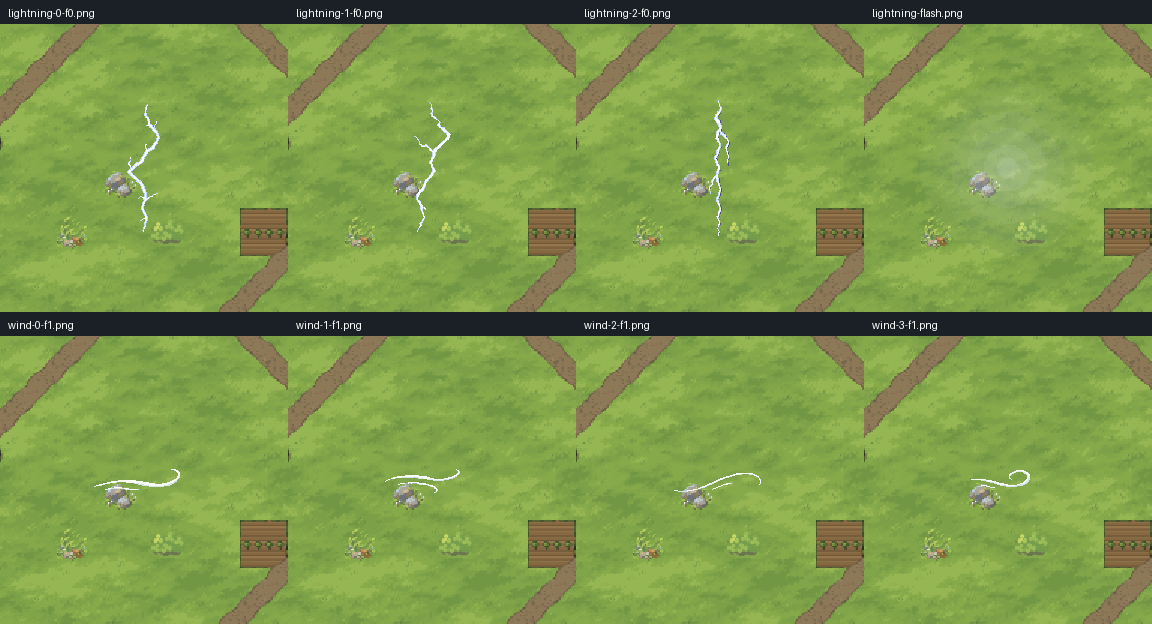 lightning-0-f0.png
lightning-1-f0.png
lightning-2-f0.png
lightning-flash.png
wind-0-f1.png
wind-1-f1.png
wind-2-f1.png
wind-3-f1.png